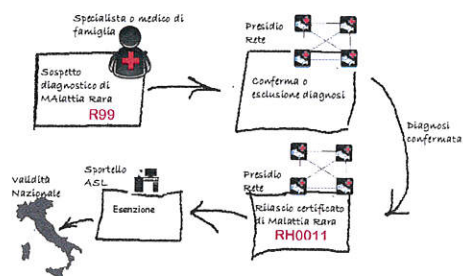 Specialista o medico di
famiglia
Sospetto
diagnostico di
MAlattia Rara
R99
Presidio
Rete
Conferma o
esclusione diagnosi
Diagnosi
confermata
Presidio
Rete
Rilascio certificato
di Malattia Rara
RH0011
Sportello
ASL
Esenzione
Validità
Nazionale